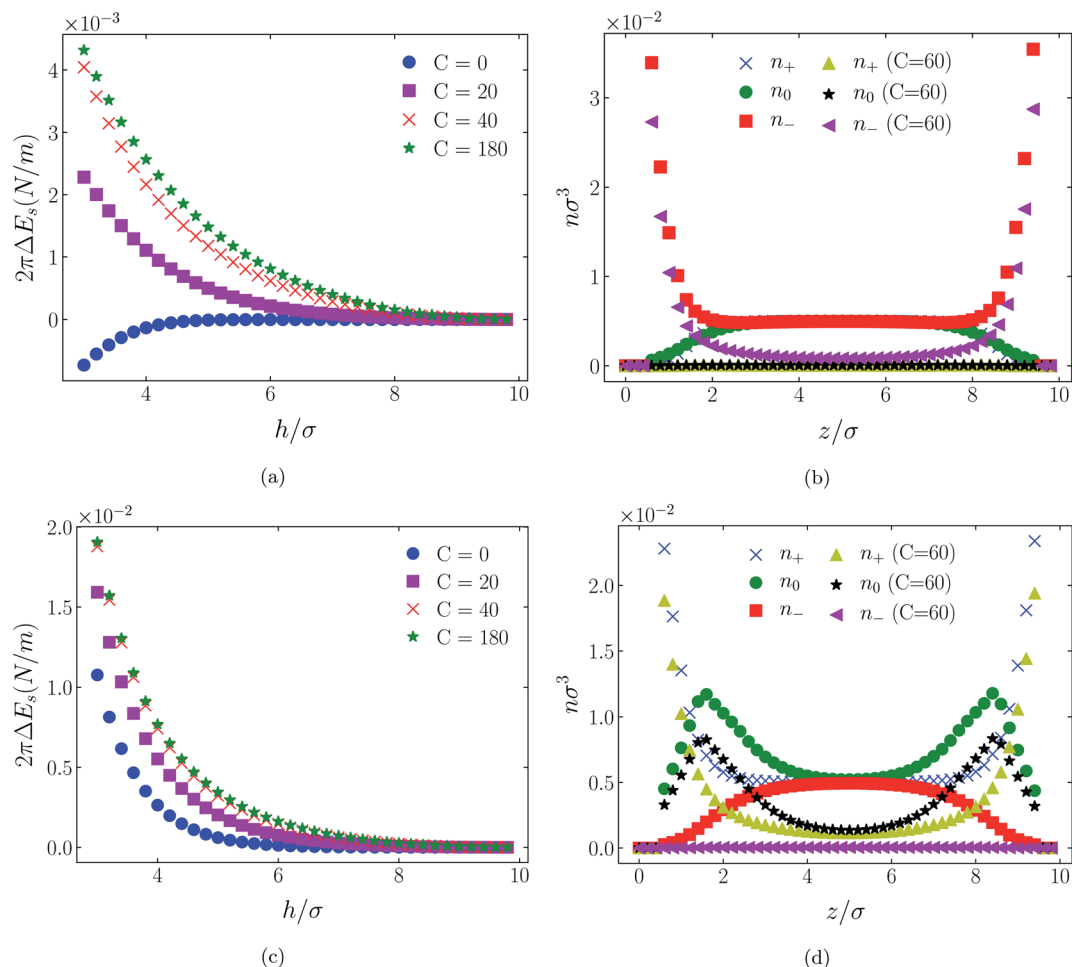 ×10⁻³
4
3
2
1
0
2πΔE_s(N/m)
C = 0
C = 20
C = 40
C = 180
4
6
8
10
h/σ
(a)
×10⁻²
3
2
1
0
nσ³
n₊
n₀
n₋
n₊ (C=60)
n₀ (C=60)
n₋ (C=60)
0
2
4
6
8
10
z/σ
(b)
×10⁻²
2.0
1.5
1.0
0.5
0.0
2πΔE_s(N/m)
C = 0
C = 20
C = 40
C = 180
4
6
8
10
h/σ
(c)
×10⁻²
2.0
1.5
1.0
0.5
0.0
nσ³
n₊
n₀
n₋
n₊ (C=60)
n₀ (C=60)
n₋ (C=60)
0
2
4
6
8
10
z/σ
(d)